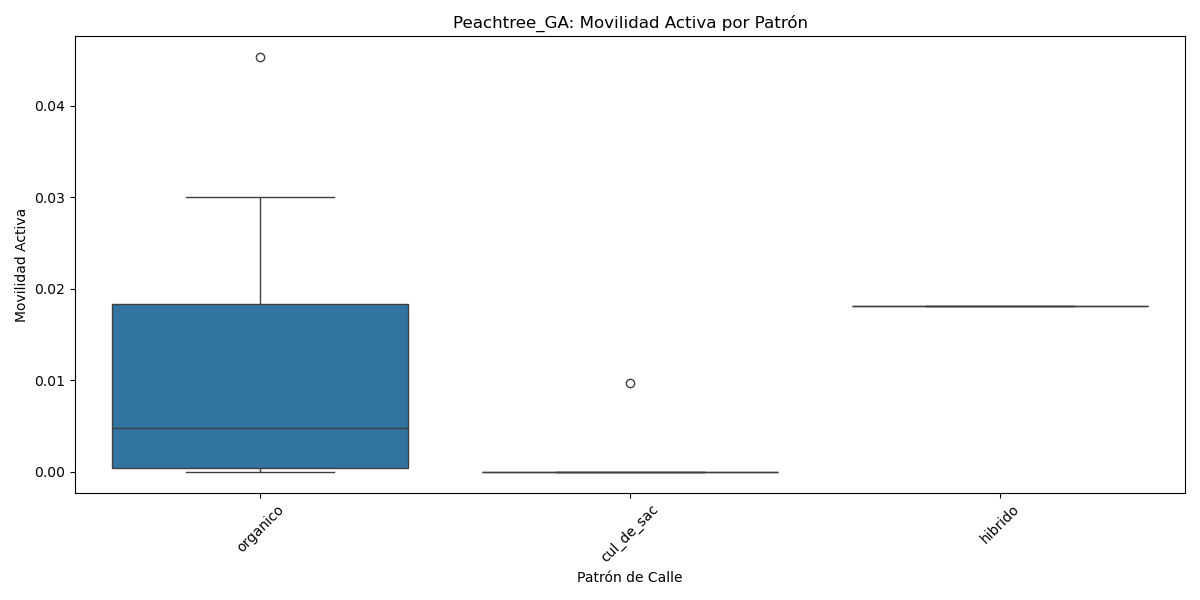 Peachtree_GA: Movilidad Activa por Patrón
Movilidad Activa
0.04
0.03
0.02
0.01
0.00
organico
cul_de_sac
hibrido
Patrón de Calle